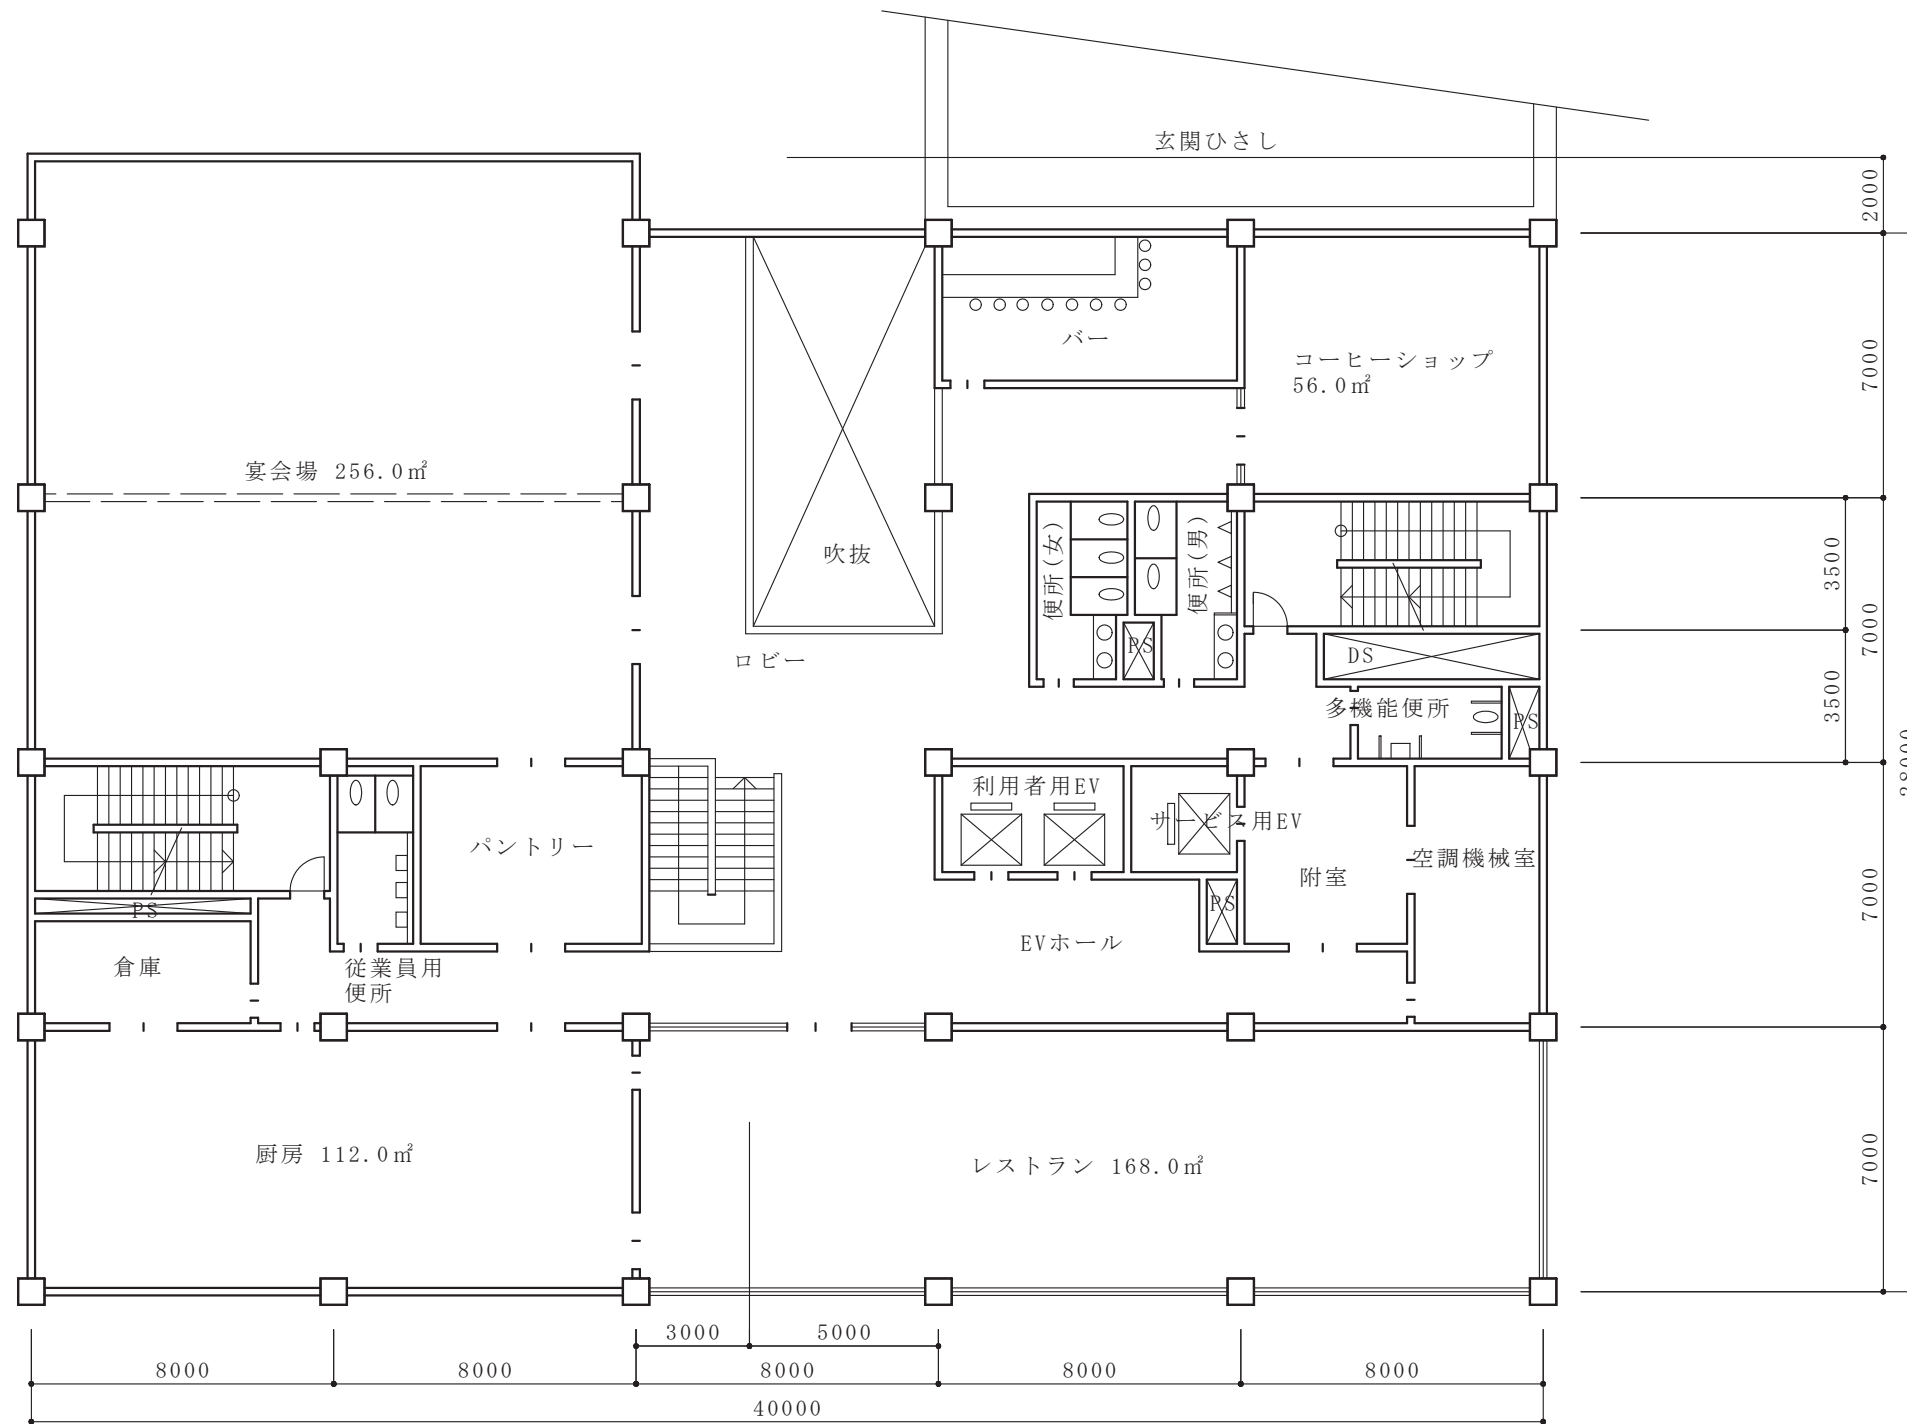 玄関ひさし
2000
バー
コーヒーショップ
56.0㎡
7000
宴会場 256.0㎡
吹抜
便所(女)
便所(男)
3500
7000
ロビー
PS
DS
多機能便所
PS
3500
利用者用EV
サービス用EV
パントリー
空調機械室
附室
PS
PS
EVホール
7000
倉庫
従業員用
便所
厨房 112.0㎡
レストラン 168.0㎡
7000
3000
5000
8000
8000
8000
8000
8000
40000